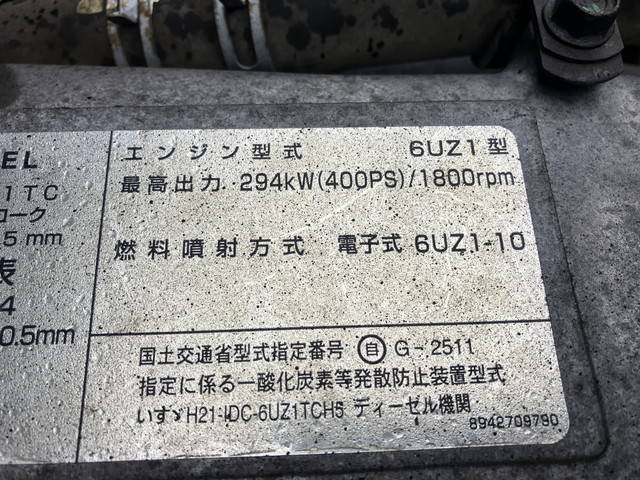 EL
エンジン型式 6UZ1型
1TC
最高出力 294kW(400PS)/1800rpm
ローク
5mm
燃料噴射方式 電子式 6UZ1-10
表
4
0.5mm
国土交通省型式指定番号 自 G-2511
指定に係る一酸化炭素等発散防止装置型式
いすゞH21:IDC-6UZ1TCH5 ディーゼル機関
8942709790